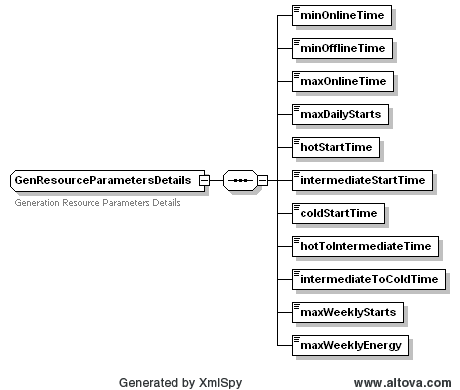 minOnlineTime
minOfflineTime
maxOnlineTime
maxDailyStarts
hotStartTime
GenResourceParametersDetails
intermediateStartTime
Generation Resource Parameters Details
coldStartTime
hotToIntermediateTime
intermediateToColdTime
maxWeeklyStarts
maxWeeklyEnergy
Generated by XmlSpy www.altova.com